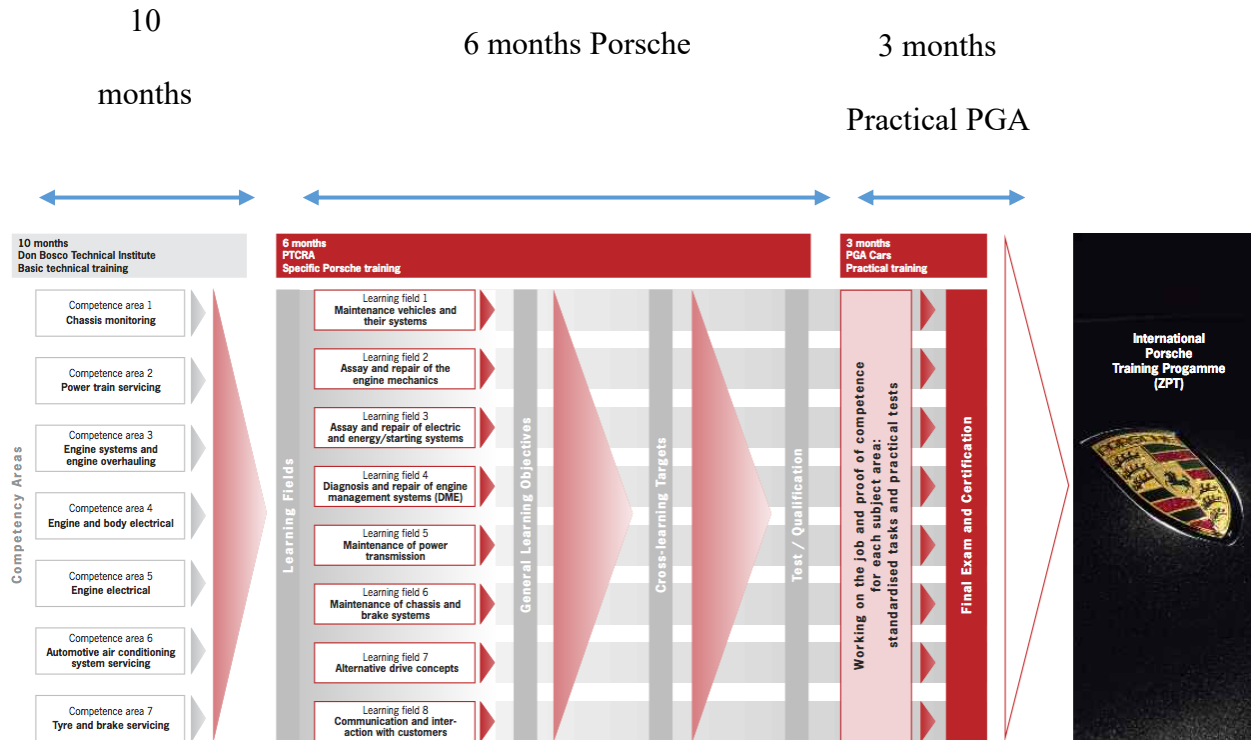 10
months
6 months Porsche
3 months
Practical PGA
10 months
Don Bosco Technical Institute
Basic technical training
6 months
PTCRA
Specific Porsche training
3 months
PGA Cars
Practical training
Competency Areas
Competence area 1
Chassis monitoring
Competence area 2
Power train servicing
Competence area 3
Engine systems and
engine overhauling
Competence area 4
Engine and body electrical
Competence area 5
Engine electrical
Competence area 6
Automotive air conditioning
system servicing
Competence area 7
Tyre and brake servicing
Learning Fields
Learning field 1
Maintenance vehicles and
their systems
Learning field 2
Assay and repair of the
engine mechanics
Learning field 3
Assay and repair of electric
and energy/starting systems
Learning field 4
Diagnosis and repair of engine
management systems (DME)
Learning field 5
Maintenance of power
transmission
Learning field 6
Maintenance of chassis and
brake systems
Learning field 7
Alternative drive concepts
Learning field 8
Communication and inter-
action with customers
General Learning Objectives
Cross-learning Targets
Test / Qualification
Working on the job and proof of competence
for each subject area:
standardised tasks and practical tests
Final Exam and Certification
International
Porsche
Training Progamme
(ZPT)